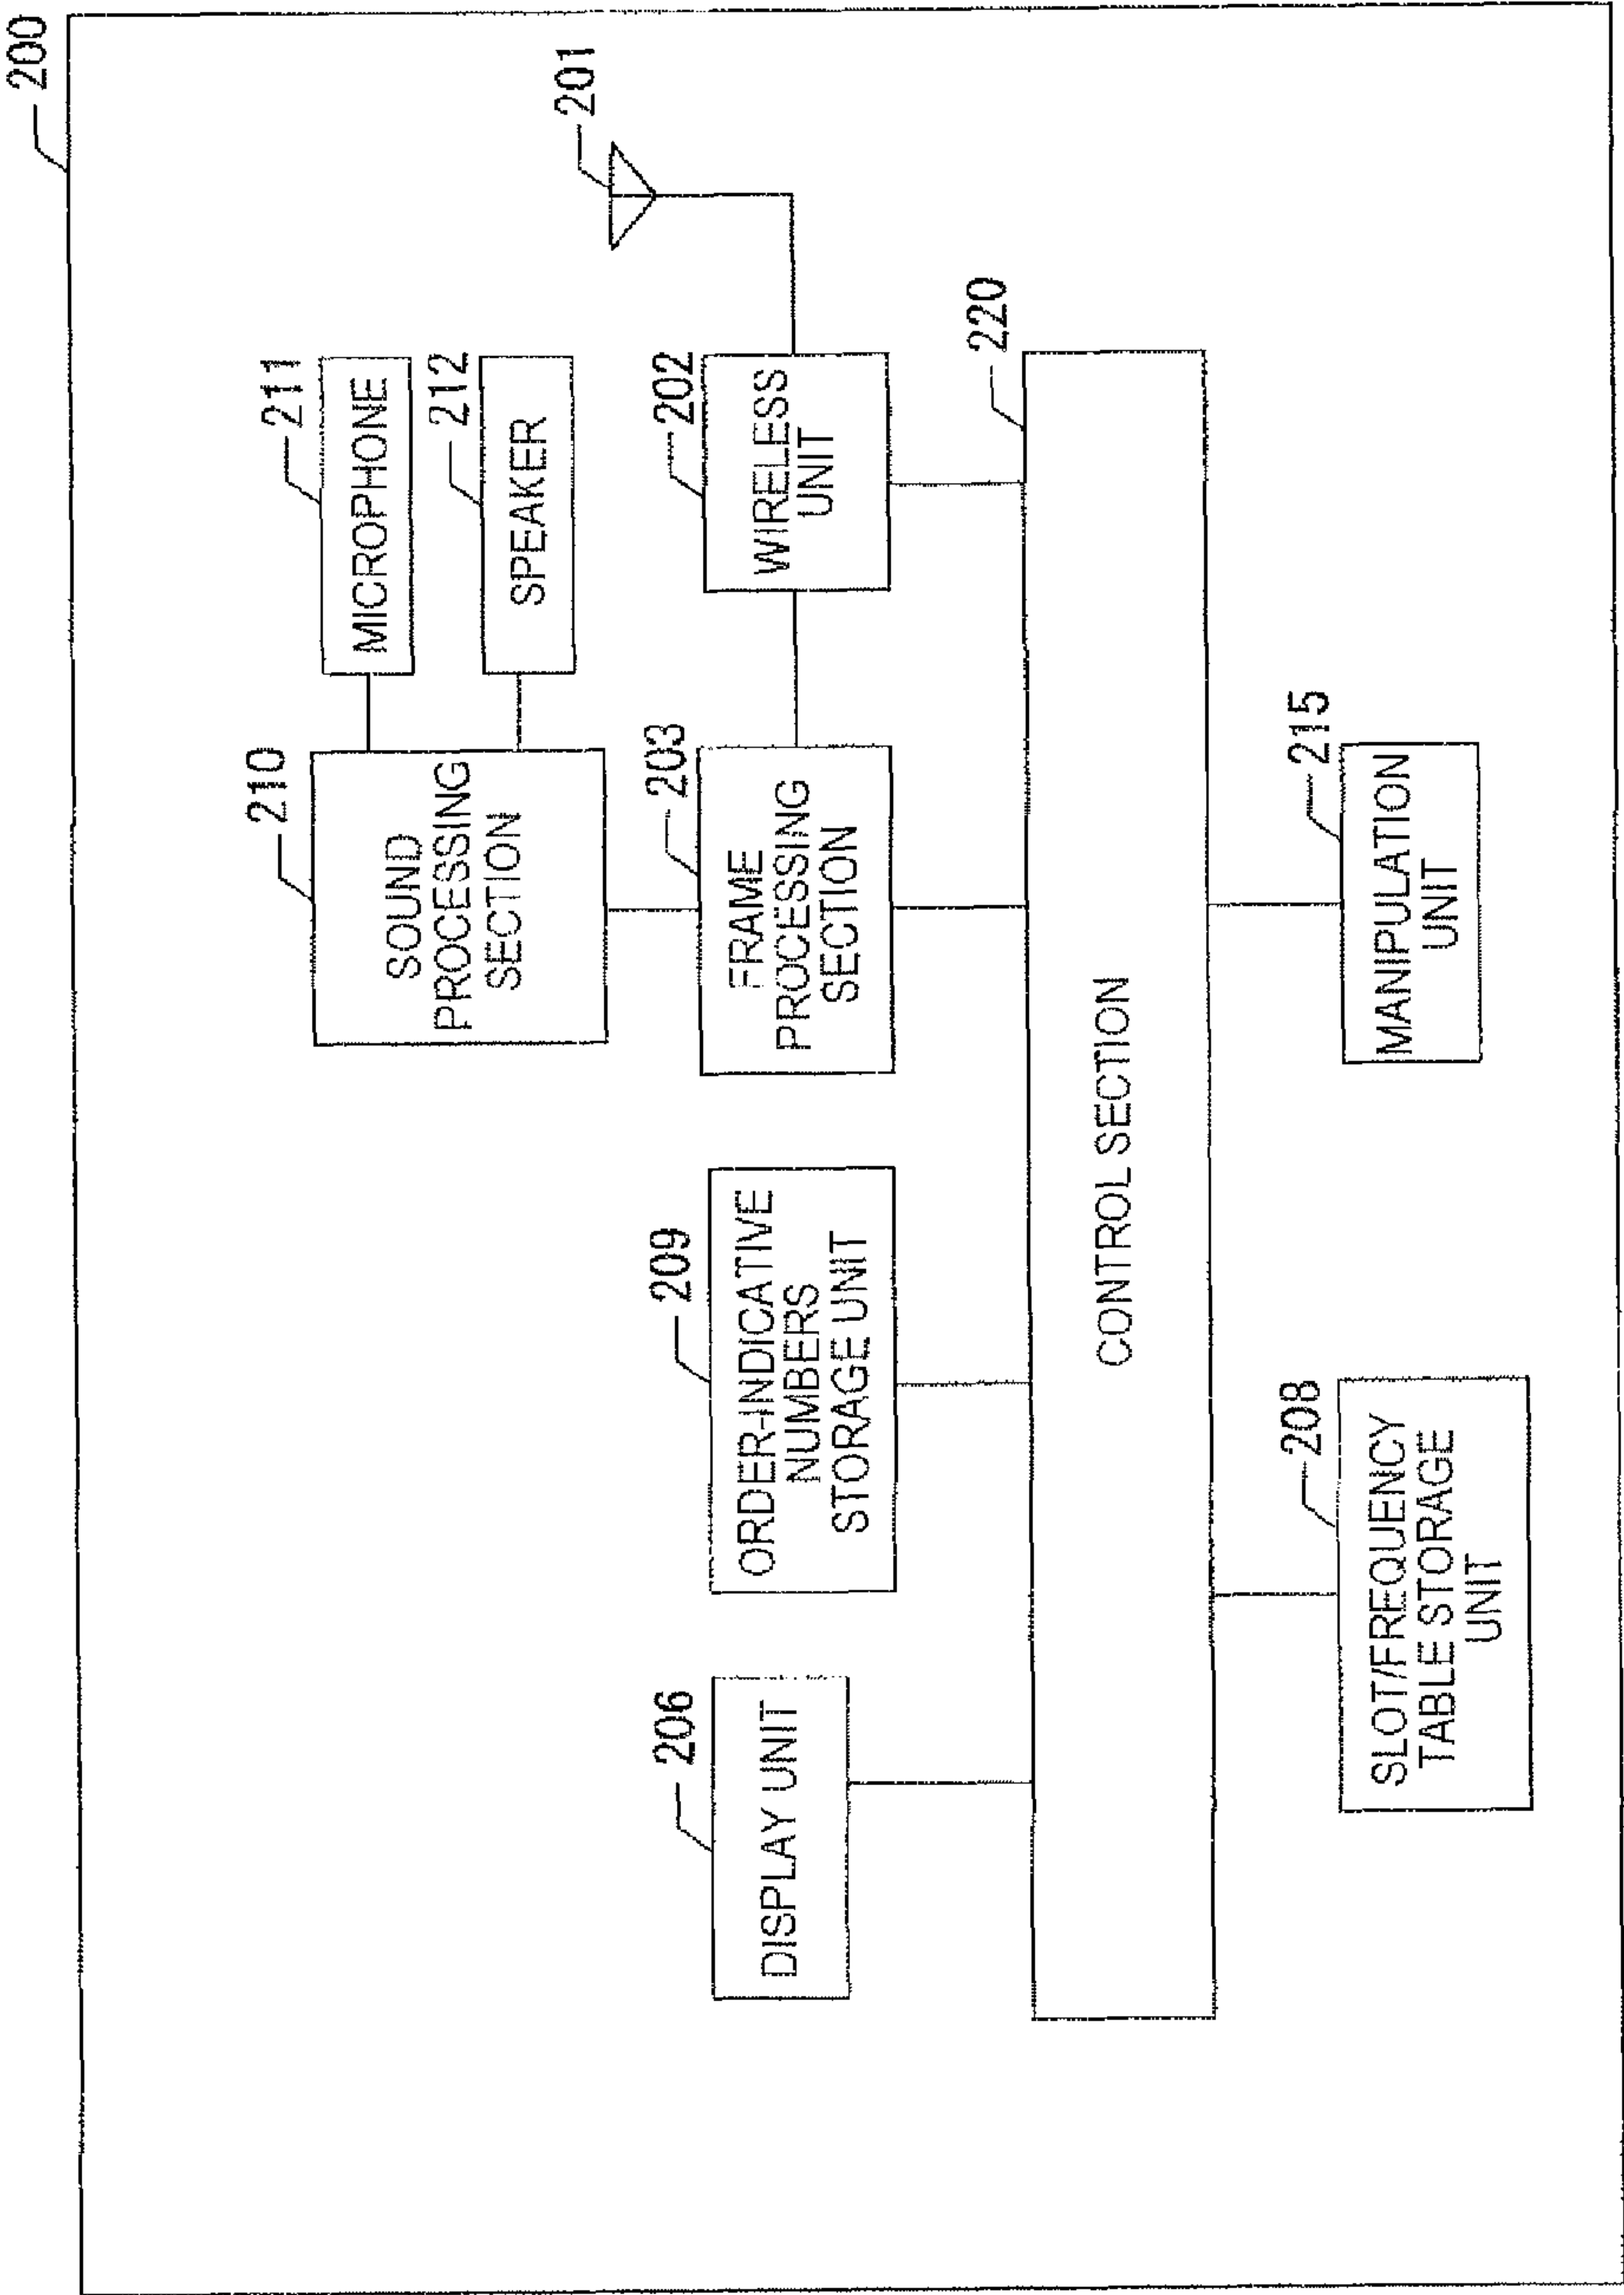 200
201
211
MICROPHONE
212
SPEAKER
210
SOUND
PROCESSING
SECTION
202
WIRELESS
UNIT
203
FRAME
PROCESSING
SECTION
209
ORDER-INDICATIVE
NUMBERS
STORAGE UNIT
206
DISPLAY UNIT
220
CONTROL SECTION
208
SLOT/FREQUENCY
TABLE STORAGE
UNIT
215
MANIPULATION
UNIT